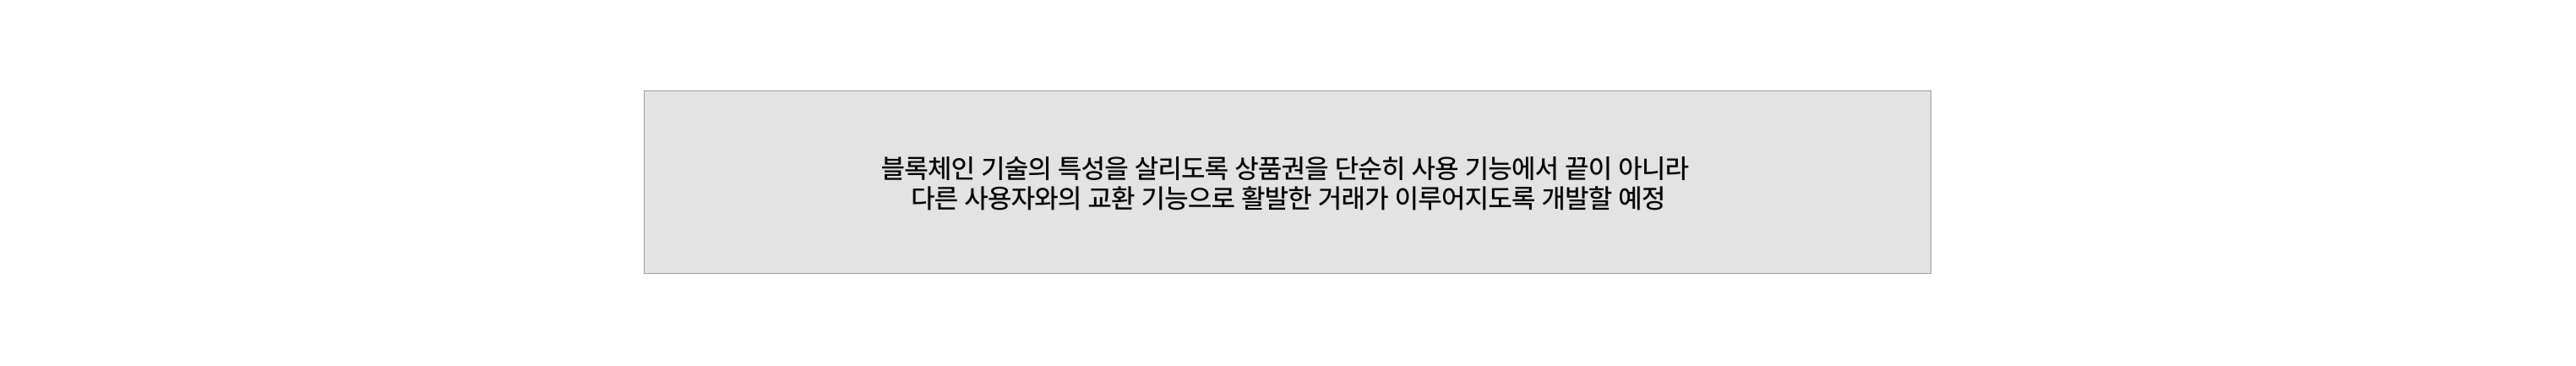 블록체인 기술의 특성을 살리도록 상품권을 단순히 사용 기능에서 끝이 아니라
다른 사용자와의 교환 기능으로 활발한 거래가 이루어지도록 개발할 예정